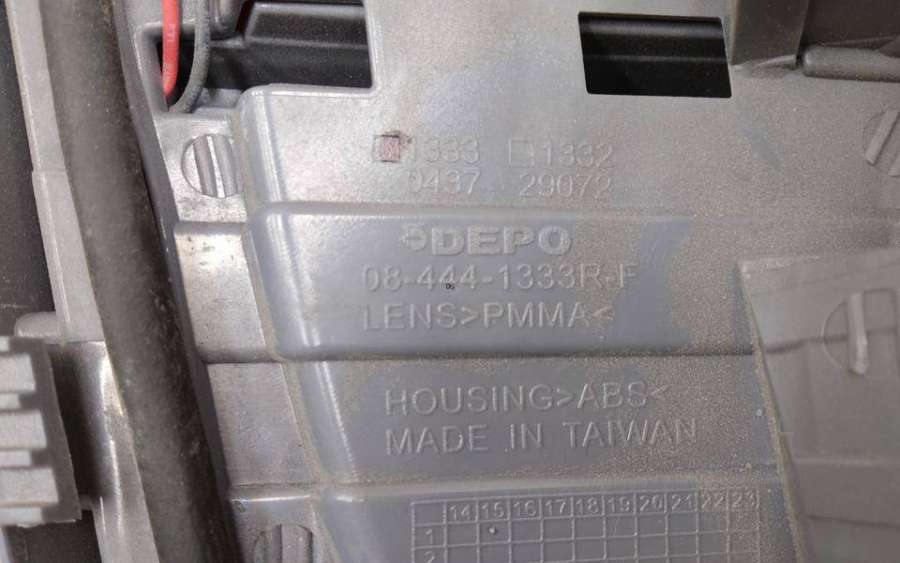 1333 1332
0437 29072
DEPO
08-444-1333R-F
LENS>PMMA<
HOUSING>ABS<
MADE IN TAIWAN
14 15 16 17 18 19 20 21 22 23
1
2